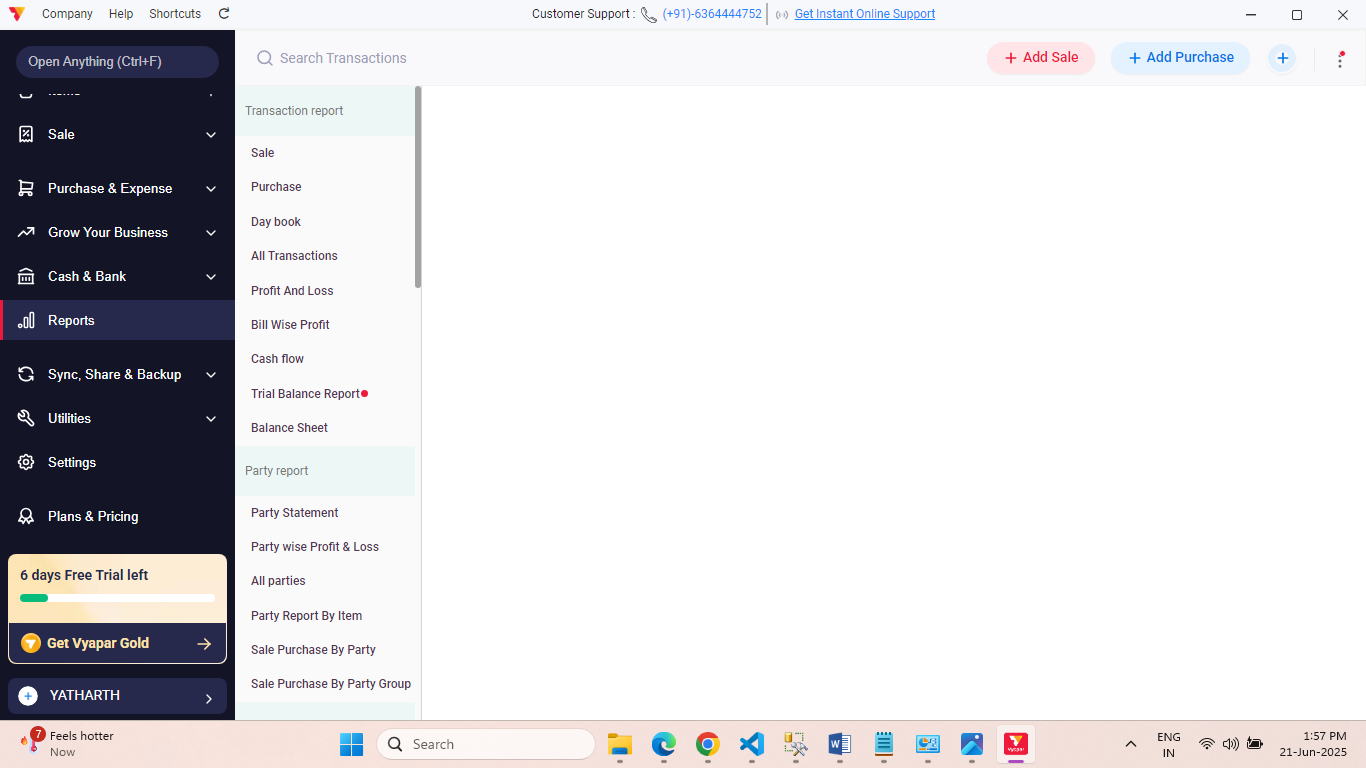 Company Help Shortcuts
Customer Support : (+91)-6364444752 Get Instant Online Support
Open Anything (Ctrl+F)
Sale
Purchase & Expense
Grow Your Business
Cash & Bank
Reports
Sync, Share & Backup
Utilities
Settings
Plans & Pricing
6 days Free Trial left
Get Vyapar Gold
YATHARTH
Search Transactions
Add Sale
Add Purchase
Transaction report
Sale
Purchase
Day book
All Transactions
Profit And Loss
Bill Wise Profit
Cash flow
Trial Balance Report
Balance Sheet
Party report
Party Statement
Party wise Profit & Loss
All parties
Party Report By Item
Sale Purchase By Party
Sale Purchase By Party Group
7
Feels hotter
Now
Search
Vyapar
ENG
IN
1:57 PM
21-Jun-2025